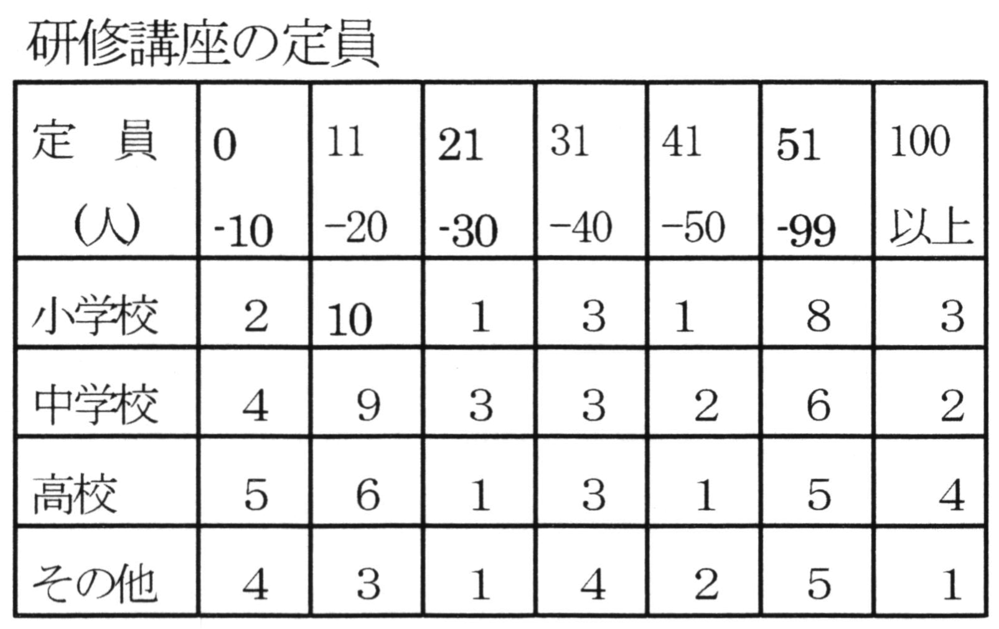 研修講座の定員
定　員 0 11 21 31 41 51 100
(人) -10 -20 -30 -40 -50 -99 以上
小学校 2 10 1 3 1 8 3
中学校 4 9 3 3 2 6 2
高校 5 6 1 3 1 5 4
その他 4 3 1 4 2 5 1